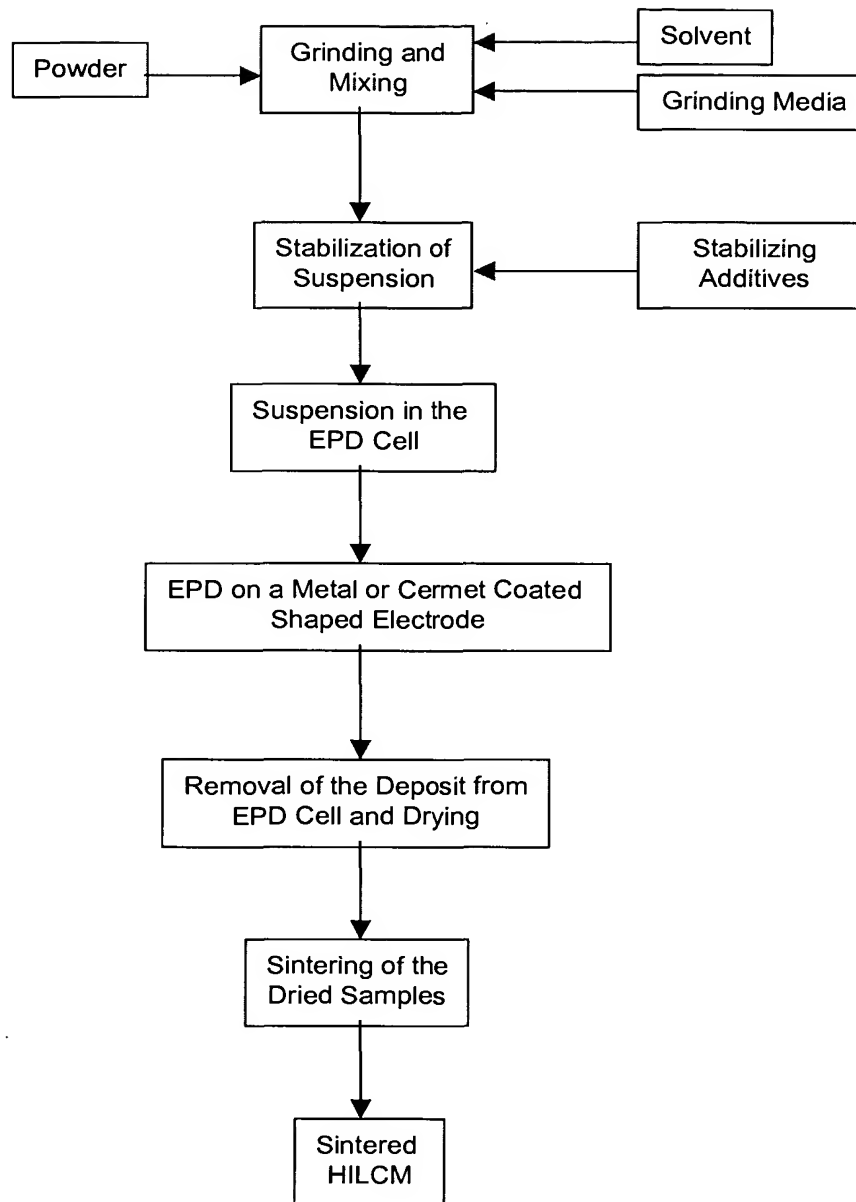 Powder
Grinding and
Mixing
Solvent
Grinding Media
Stabilization of
Suspension
Stabilizing
Additives
Suspension in the
EPD Cell
EPD on a Metal or Cermet Coated
Shaped Electrode
Removal of the Deposit from
EPD Cell and Drying
Sintering of the
Dried Samples
Sintered
HILCM